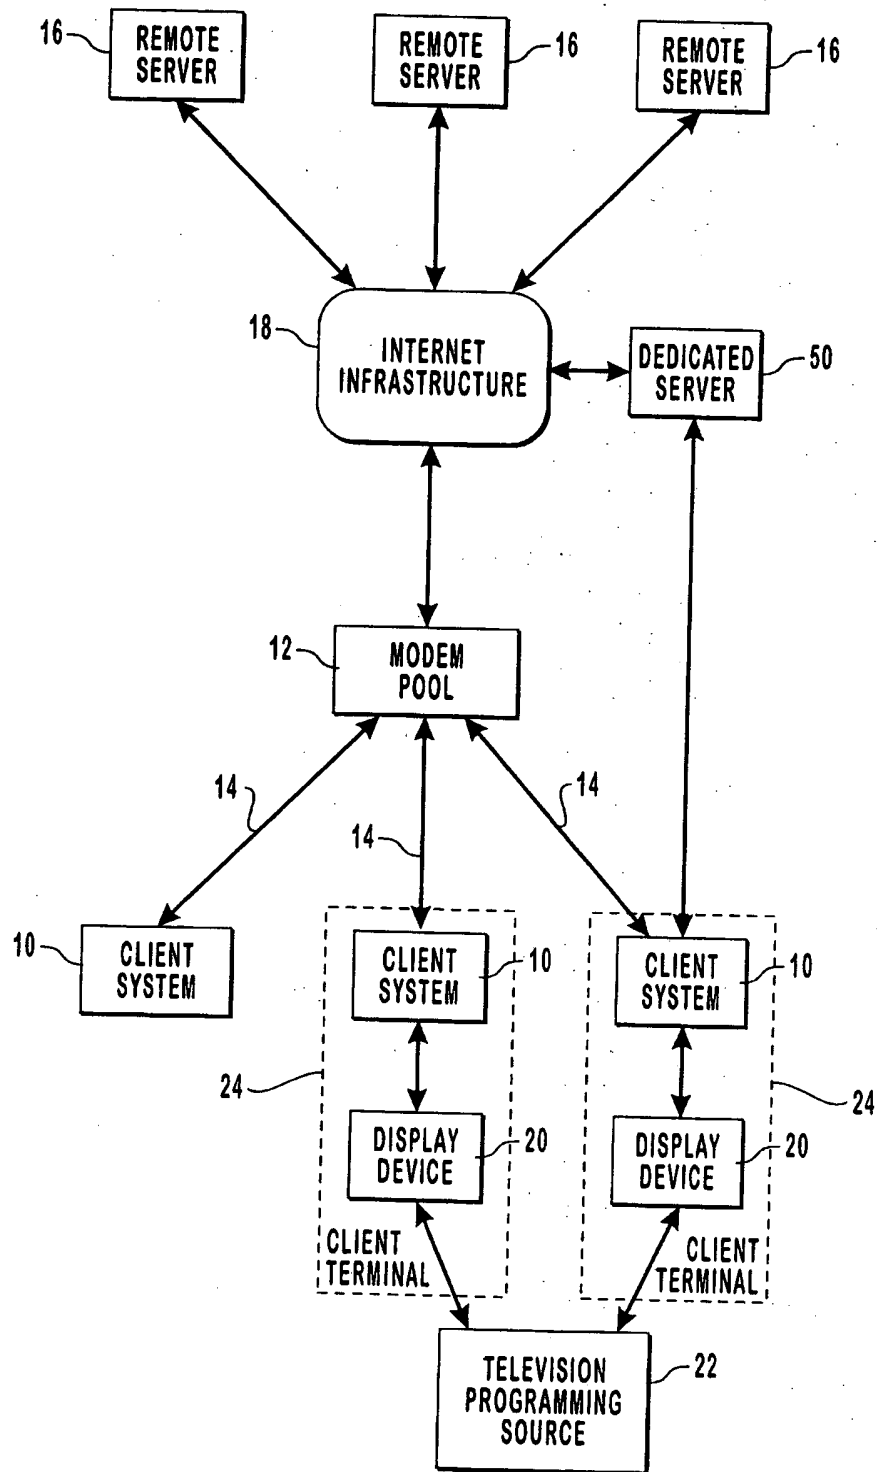 16
REMOTE
SERVER
REMOTE
SERVER
16
REMOTE
SERVER
16
18
INTERNET
INFRASTRUCTURE
DEDICATED
SERVER
50
12
MODEM
POOL
14
14
14
10
CLIENT
SYSTEM
CLIENT
SYSTEM
10
CLIENT
SYSTEM
10
24
DISPLAY
DEVICE
20
DISPLAY
DEVICE
20
24
CLIENT
TERMINAL
CLIENT
TERMINAL
TELEVISION
PROGRAMMING
SOURCE
22